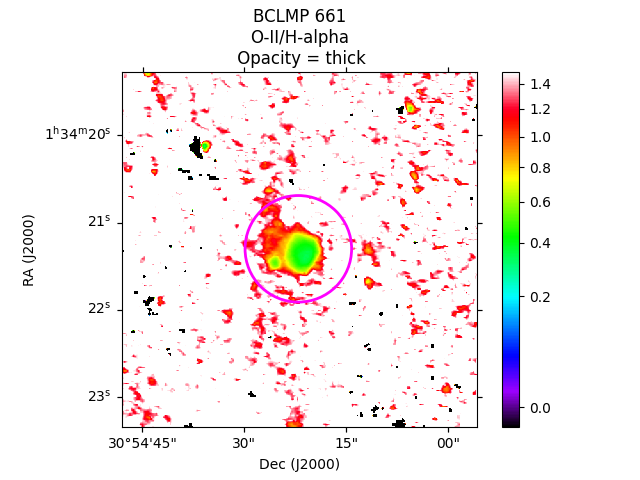 BCLMP 661
O-II/H-alpha
Opacity = thick
1h34m20s
21s
22s
23s
RA (J2000)
30°54'45"
30"
15"
00"
Dec (J2000)
1.4
1.2
1.0
0.8
0.6
0.4
0.2
0.0